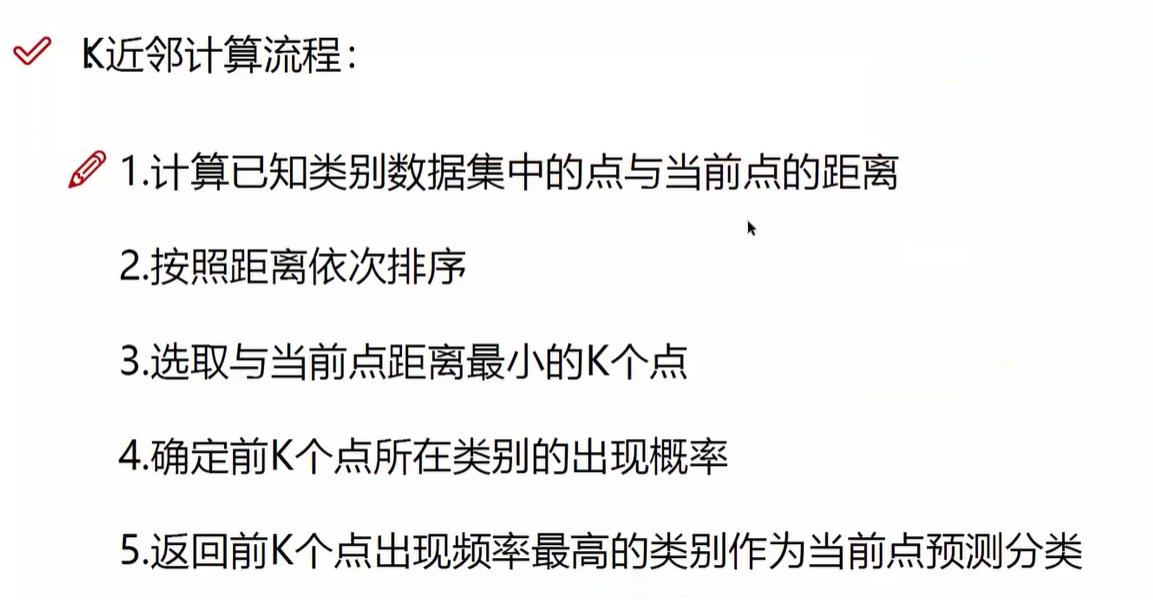 K近邻计算流程：
1.计算已知类别数据集中的点与当前点的距离
2.按照距离依次排序
3.选取与当前点距离最小的K个点
4.确定前K个点所在类别的出现概率
5.返回前K个点出现频率最高的类别作为当前点预测分类